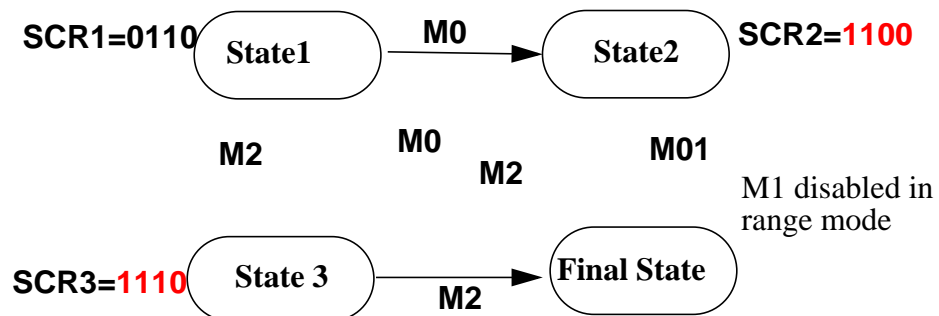 SCR1=0110 State1 M0 State2 SCR2=1100
M2 M0 M2 M01
M1 disabled in
range mode
SCR3=1110 State 3 M2 Final State